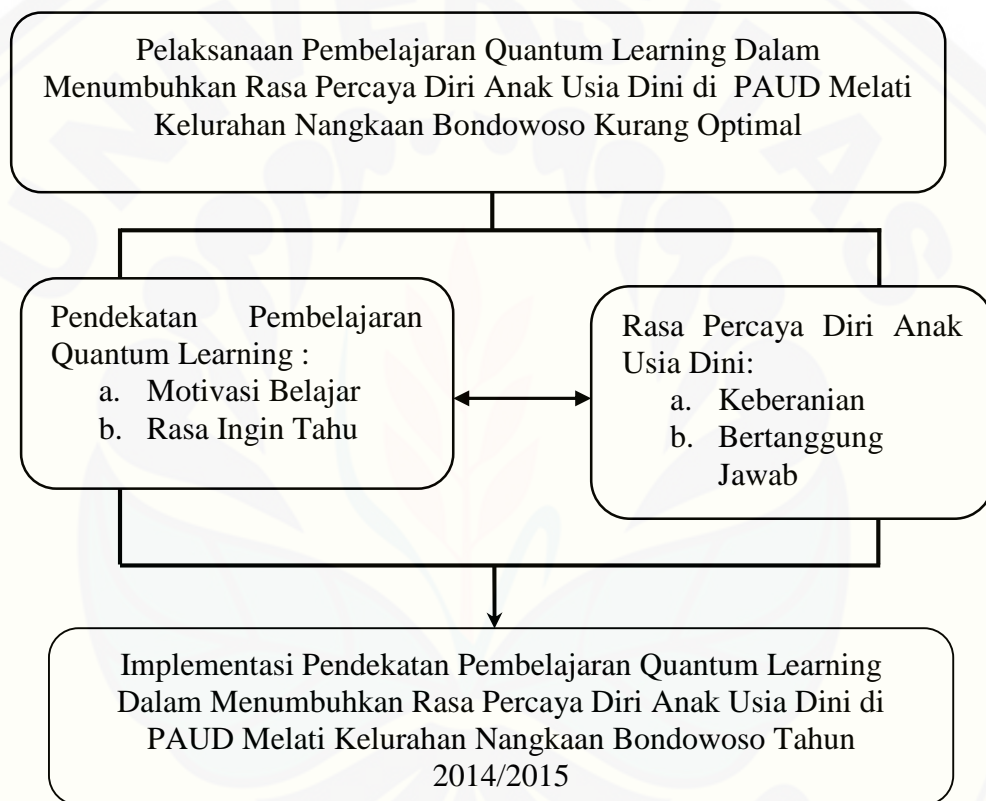 Pelaksanaan Pembelajaran Quantum Learning Dalam
Menumbuhkan Rasa Percaya Diri Anak Usia Dini di PAUD Melati
Kelurahan Nangkaan Bondowoso Kurang Optimal
Pendekatan Pembelajaran
Quantum Learning :
a. Motivasi Belajar
b. Rasa Ingin Tahu
Rasa Percaya Diri Anak
Usia Dini:
a. Keberanian
b. Bertanggung
Jawab
Implementasi Pendekatan Pembelajaran Quantum Learning
Dalam Menumbuhkan Rasa Percaya Diri Anak Usia Dini di
PAUD Melati Kelurahan Nangkaan Bondowoso Tahun
2014/2015
UNIVERSITAS